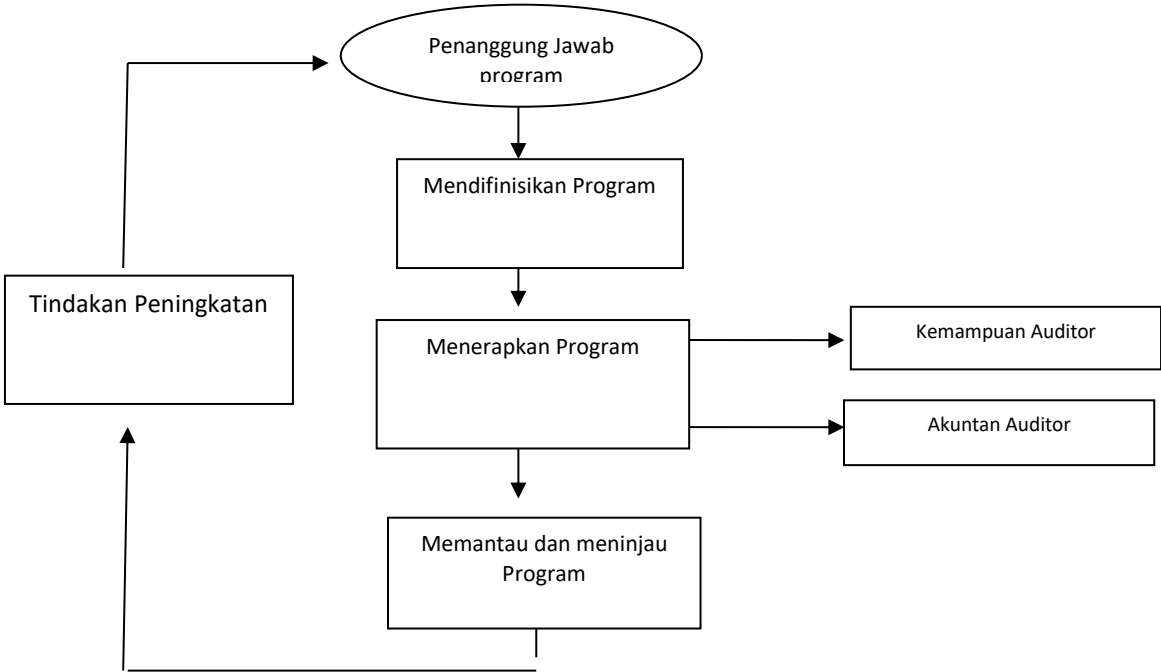 Penanggung Jawab
program
Mendifinisikan Program
Tindakan Peningkatan
Menerapkan Program
Kemampuan Auditor
Akuntan Auditor
Memantau dan meninjau
Program